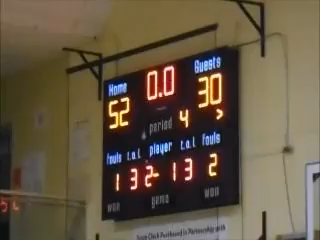 Home 0.0 Guests
52 30
period 4 >
fouls t.o.l player t.o.l fouls
1 3 2- 1 3 2
won game won